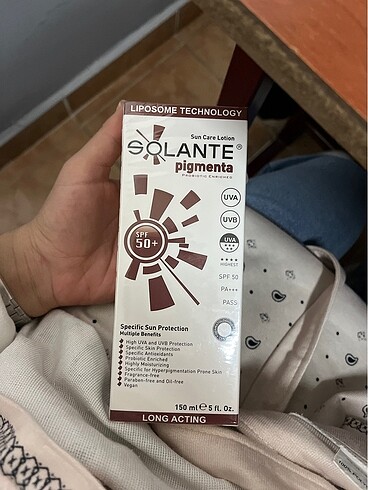 LIPOSOME TECHNOLOGY
Sun Care Lotion
SOLANTE®
pigmenta
PROBIOTIC ENRICHED
UVA
UVB
UVA
HIGHEST
SPF
50+
SPF 50
PA+++
PASS
Specific Sun Protection
Multiple Benefits
High UVA and UVB Protection
Specific Skin Protection
Specific Antioxidants
Probiotic Enriched
Highly Moisturizing
Specific for Hyperpigmentation Prone Skin
Fragrance-free
Paraben-free and Oil-free
Vegan
150 ml ℮ 5 fl. Oz.
LONG ACTING